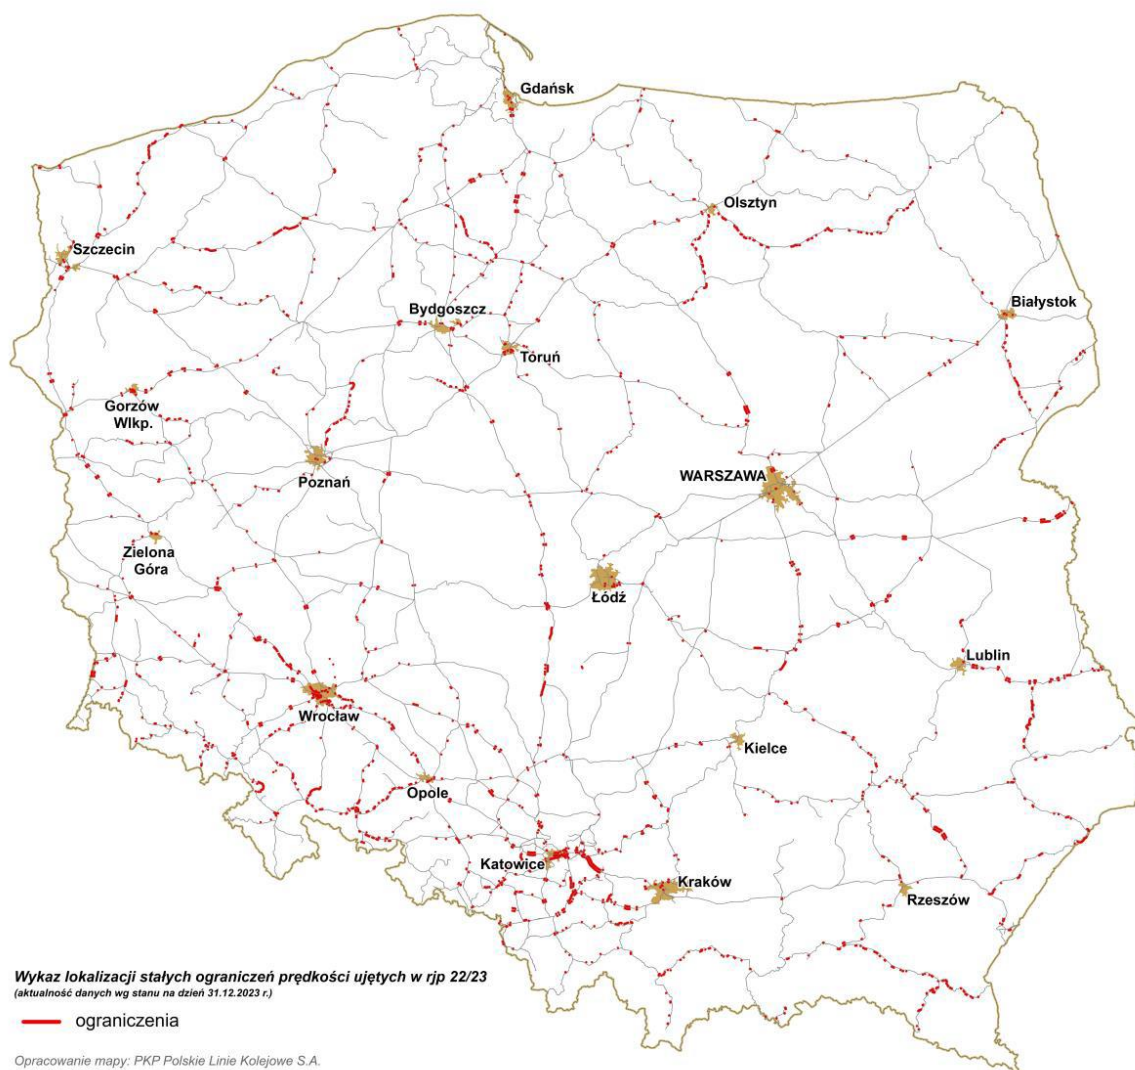 Gdańsk
Olsztyn
Szczecin
Białystok
Bydgoszcz
Toruń
Gorzów
Wlkp.
WARSZAWA
Poznań
Zielona
Góra
Łódź
Lublin
Wrocław
Kielce
Opole
Katowice
Kraków
Rzeszów
Wykaz lokalizacji stałych ograniczeń prędkości ujętych w rjp 22/23
(aktualność danych wg stanu na dzień 31.12.2023 r.)
ograniczenia
Opracowanie mapy: PKP Polskie Linie Kolejowe S.A.